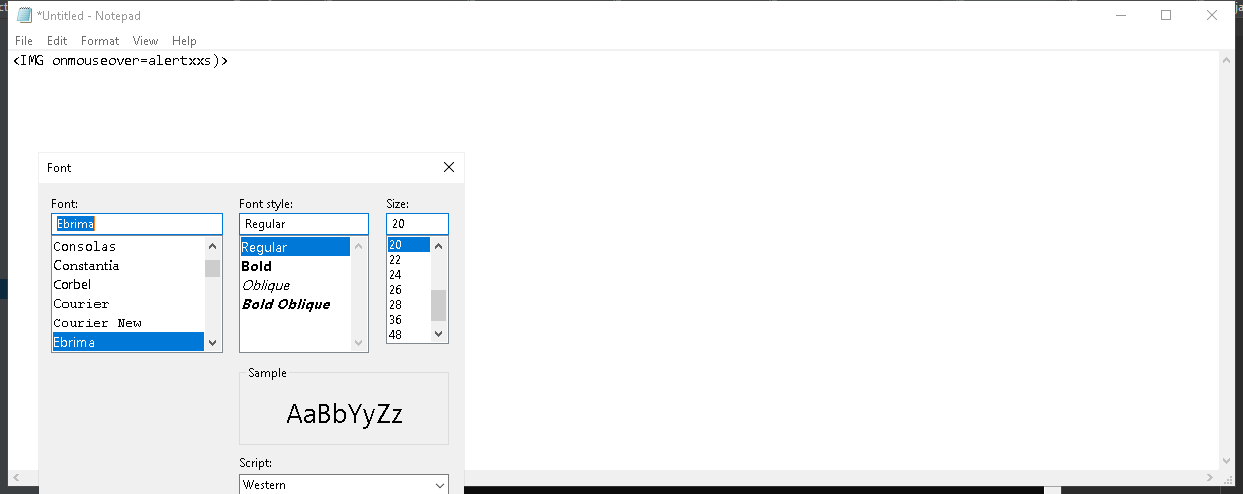 *Untitled - Notepad
File Edit Format View Help
<IMG onmouseover=alertxxs)>
Font
Font: Font style: Size:
Ebrima Regular 20
Consolas Regular 20
Constantia Bold 22
Corbel Oblique 24
Courier Bold Oblique 26
Courier New 28
Ebrima 36
48
Sample
AaBbYyZz
Script:
Western